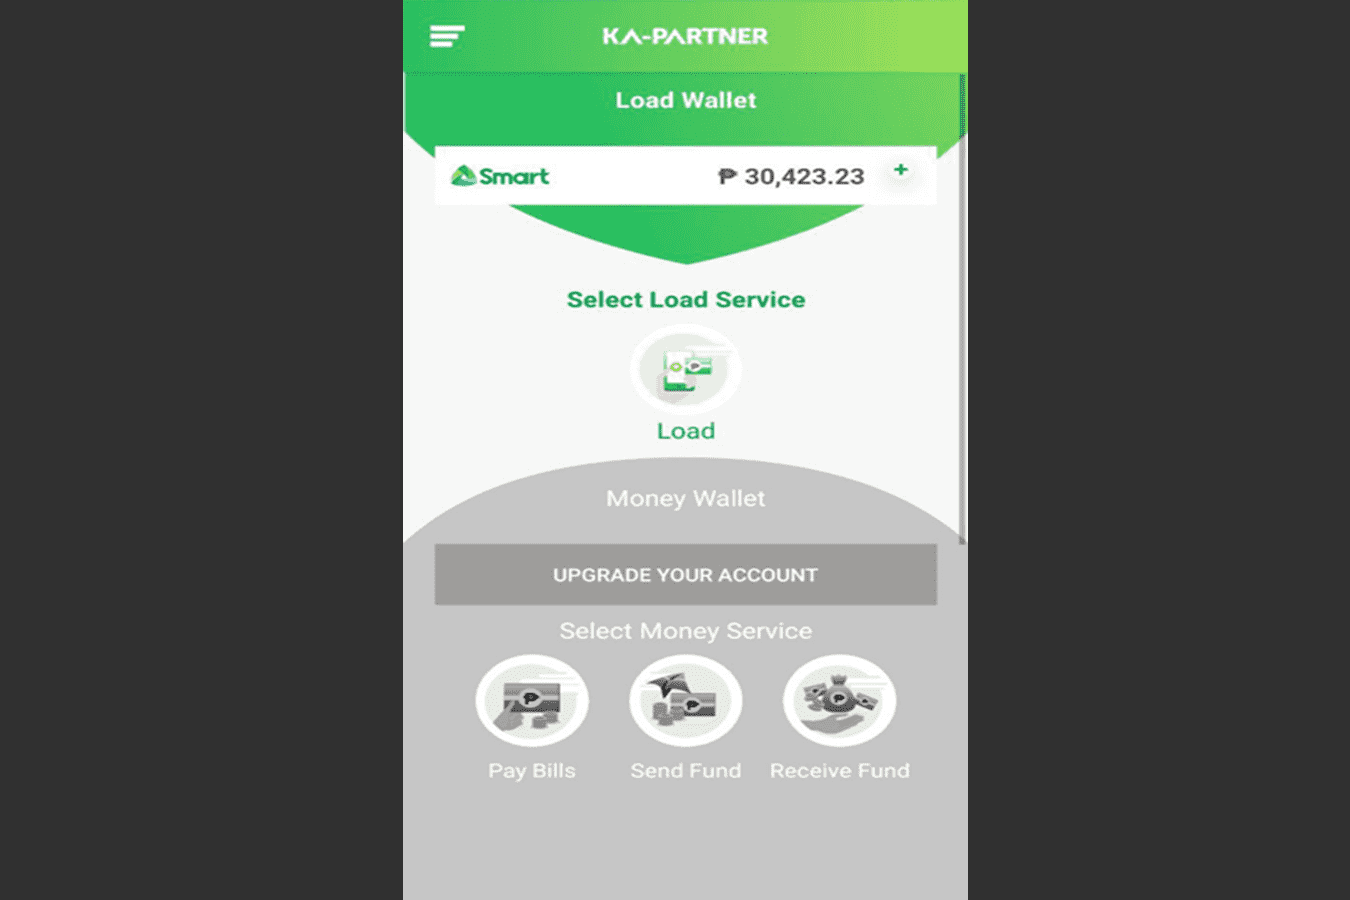 KA-PARTNER
Load Wallet
Smart ₱ 30,423.23 +
Select Load Service
Load
Money Wallet
UPGRADE YOUR ACCOUNT
Select Money Service
Pay Bills Send Fund Receive Fund